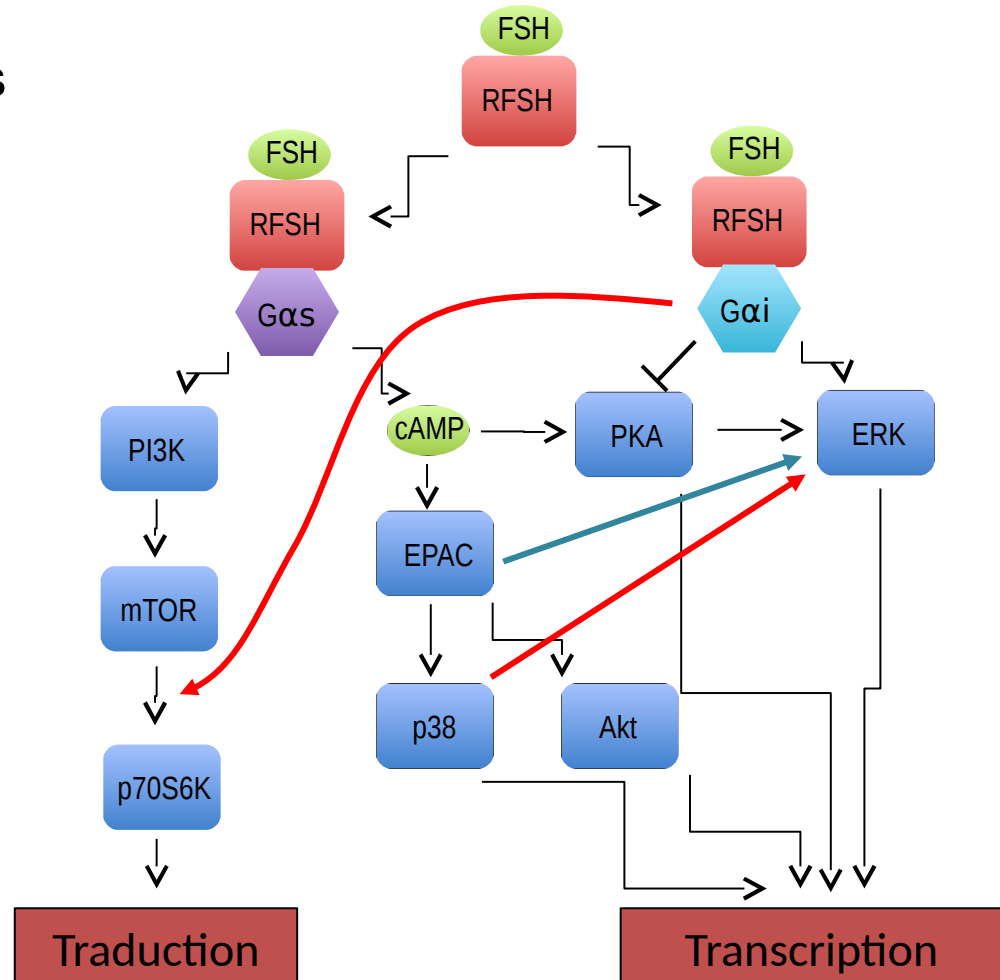 s
FSH
RFSH
FSH
RFSH
Gαs
FSH
RFSH
Gαi
PI3K
cAMP
PKA
ERK
EPAC
mTOR
p38
Akt
p70S6K
Traduction
Transcription